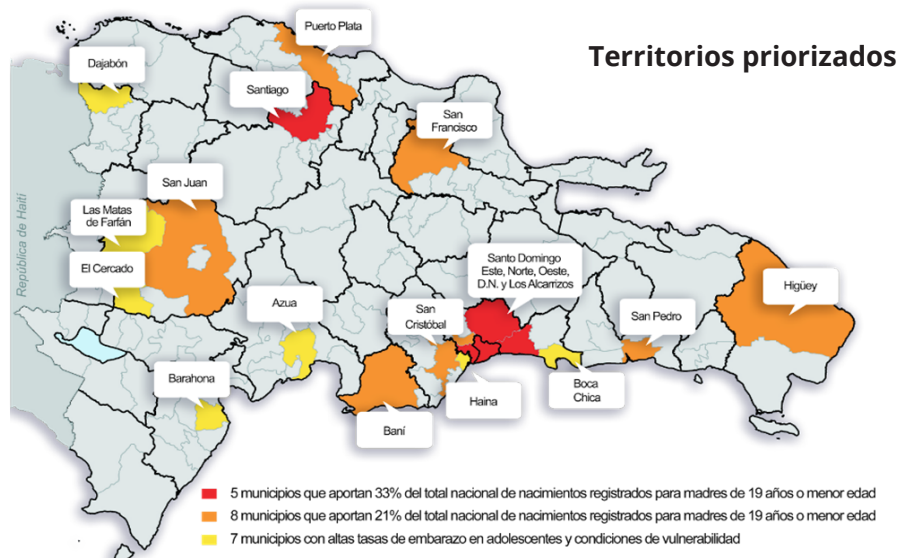 Territorios priorizados
Puerto Plata
Dajabón
Santiago
San
Francisco
San Juan
Las Matas
de Farfán
República de Haití
El Cercado
Santo Domingo
Este, Norte, Oeste,
D.N. y Los Alcarrizos
Higüey
Azua
San
Cristóbal
San Pedro
Barahona
Boca
Chica
Haina
Baní
5 municipios que aportan 33% del total nacional de nacimientos registrados para madres de 19 años o menor edad
8 municipios que aportan 21% del total nacional de nacimientos registrados para madres de 19 años o menor edad
7 municipios con altas tasas de embarazo en adolescentes y condiciones de vulnerabilidad